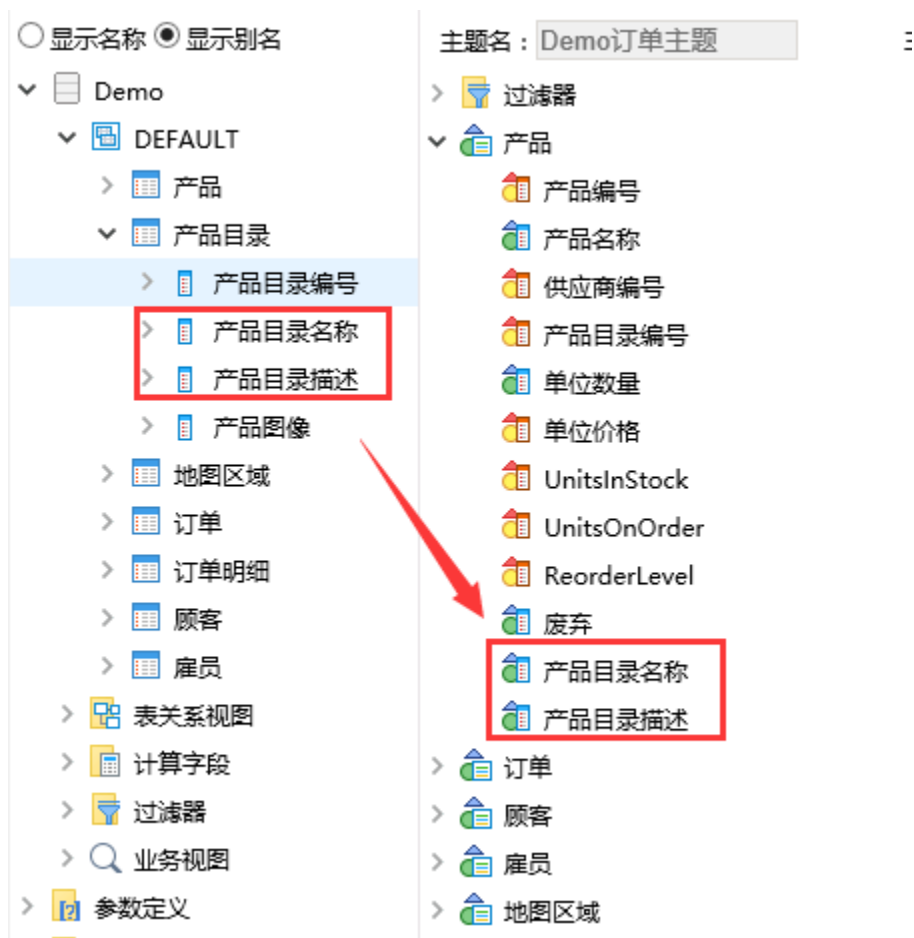 显示名称 显示别名
Demo
DEFAULT
产品
产品目录
产品目录编号
产品目录名称
产品目录描述
产品图像
地图区域
订单
订单明细
顾客
雇员
表关系视图
计算字段
过滤器
业务视图
参数定义
主题名：Demo订单主题
过滤器
产品
产品编号
产品名称
供应商编号
产品目录编号
单位数量
单位价格
UnitsInStock
UnitsOnOrder
ReorderLevel
废弃
产品目录名称
产品目录描述
订单
顾客
雇员
地图区域